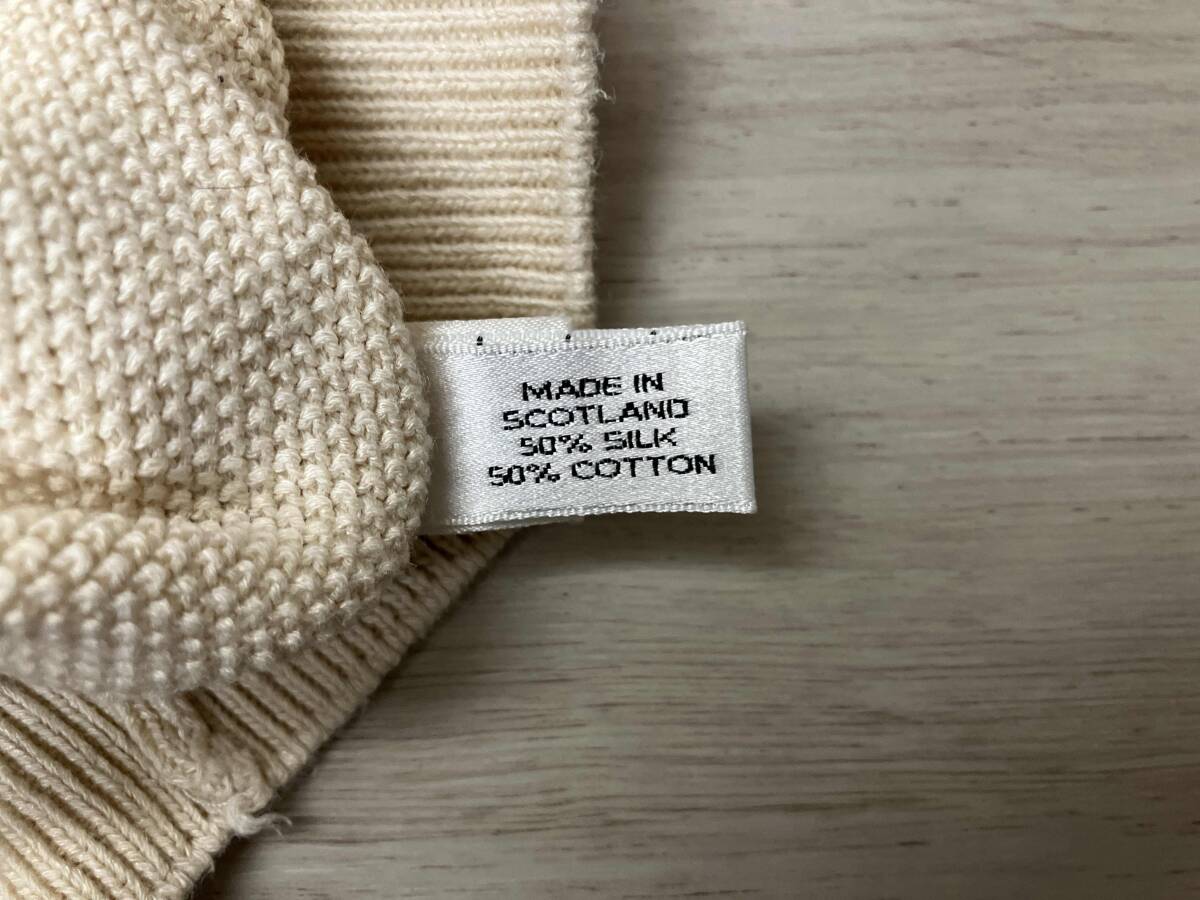 MADE IN
SCOTLAND
50% SILK
50% COTTON